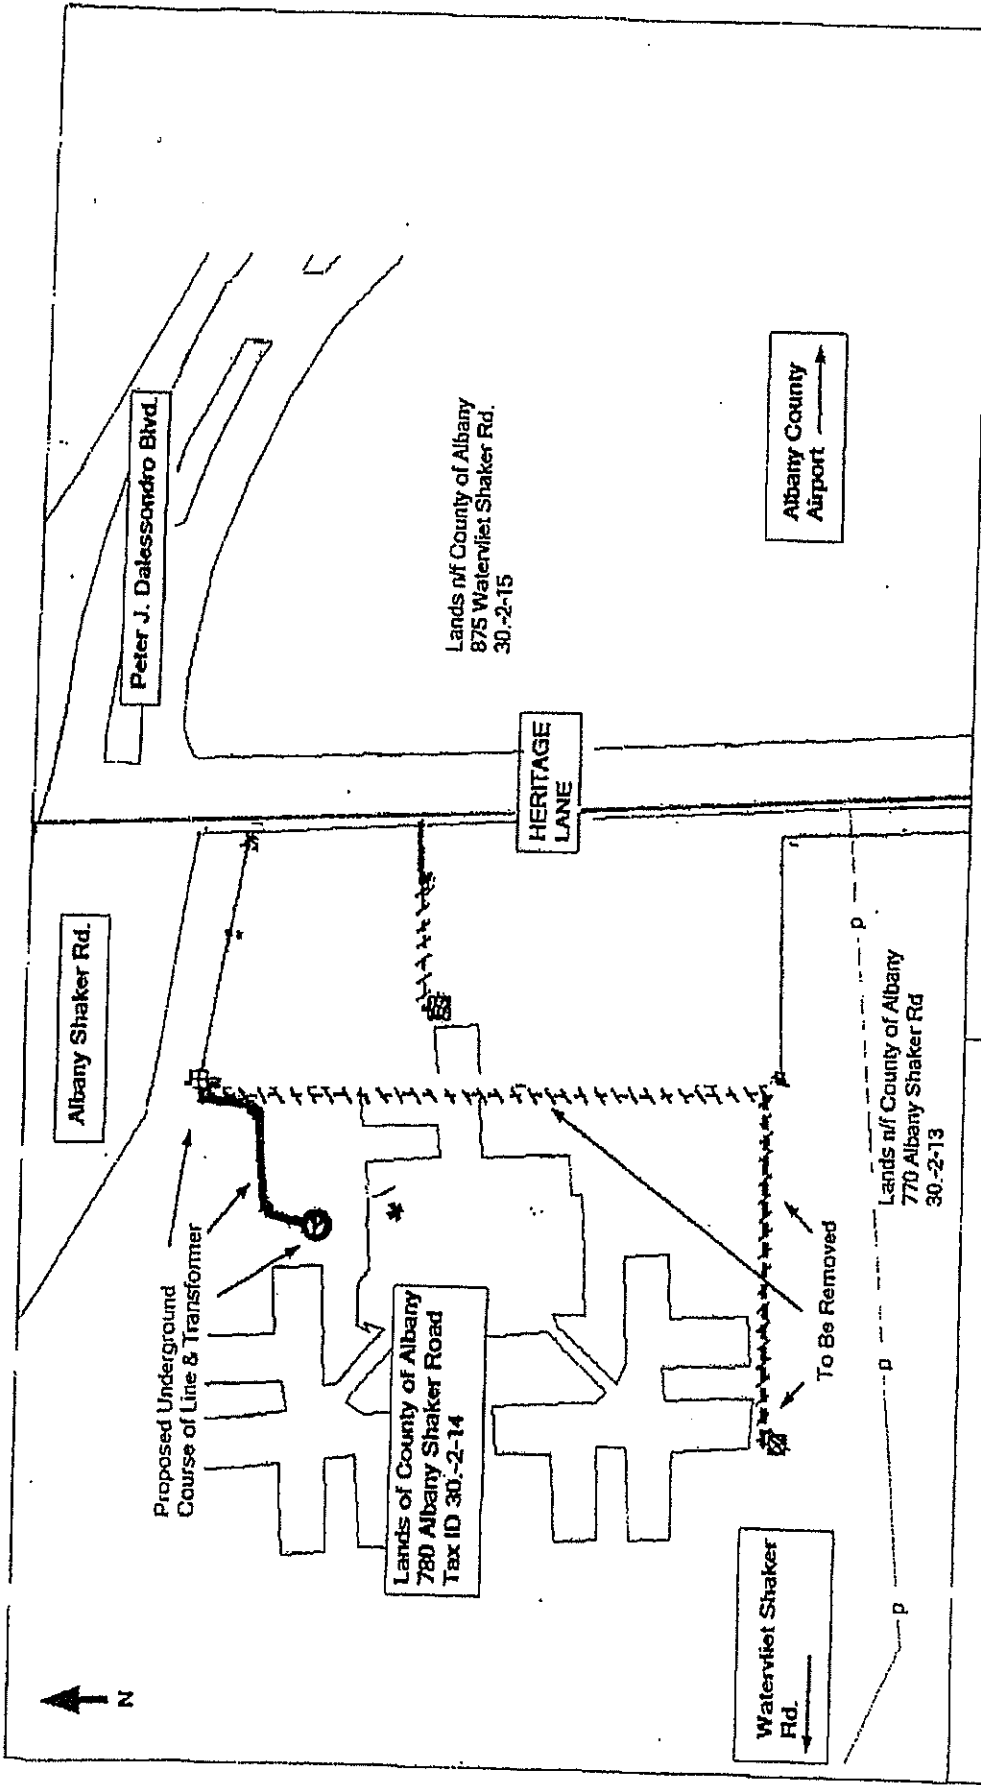 N
Proposed Underground
Course of Line & Transformer
Albany Shaker Rd.
Peter J. Dalessondro Blvd.
Lands of County of Albany
780 Albany Shaker Road
Tax ID 30.-2-14
HERITAGE
LANE
Lands n/f County of Albany
875 Watervliet Shaker Rd.
30.-2-15
Watervliet Shaker
Rd.
To Be Removed
Albany County
Airport
Lands n/f County of Albany
770 Albany Shaker Rd
30.-2-13
p
p
p